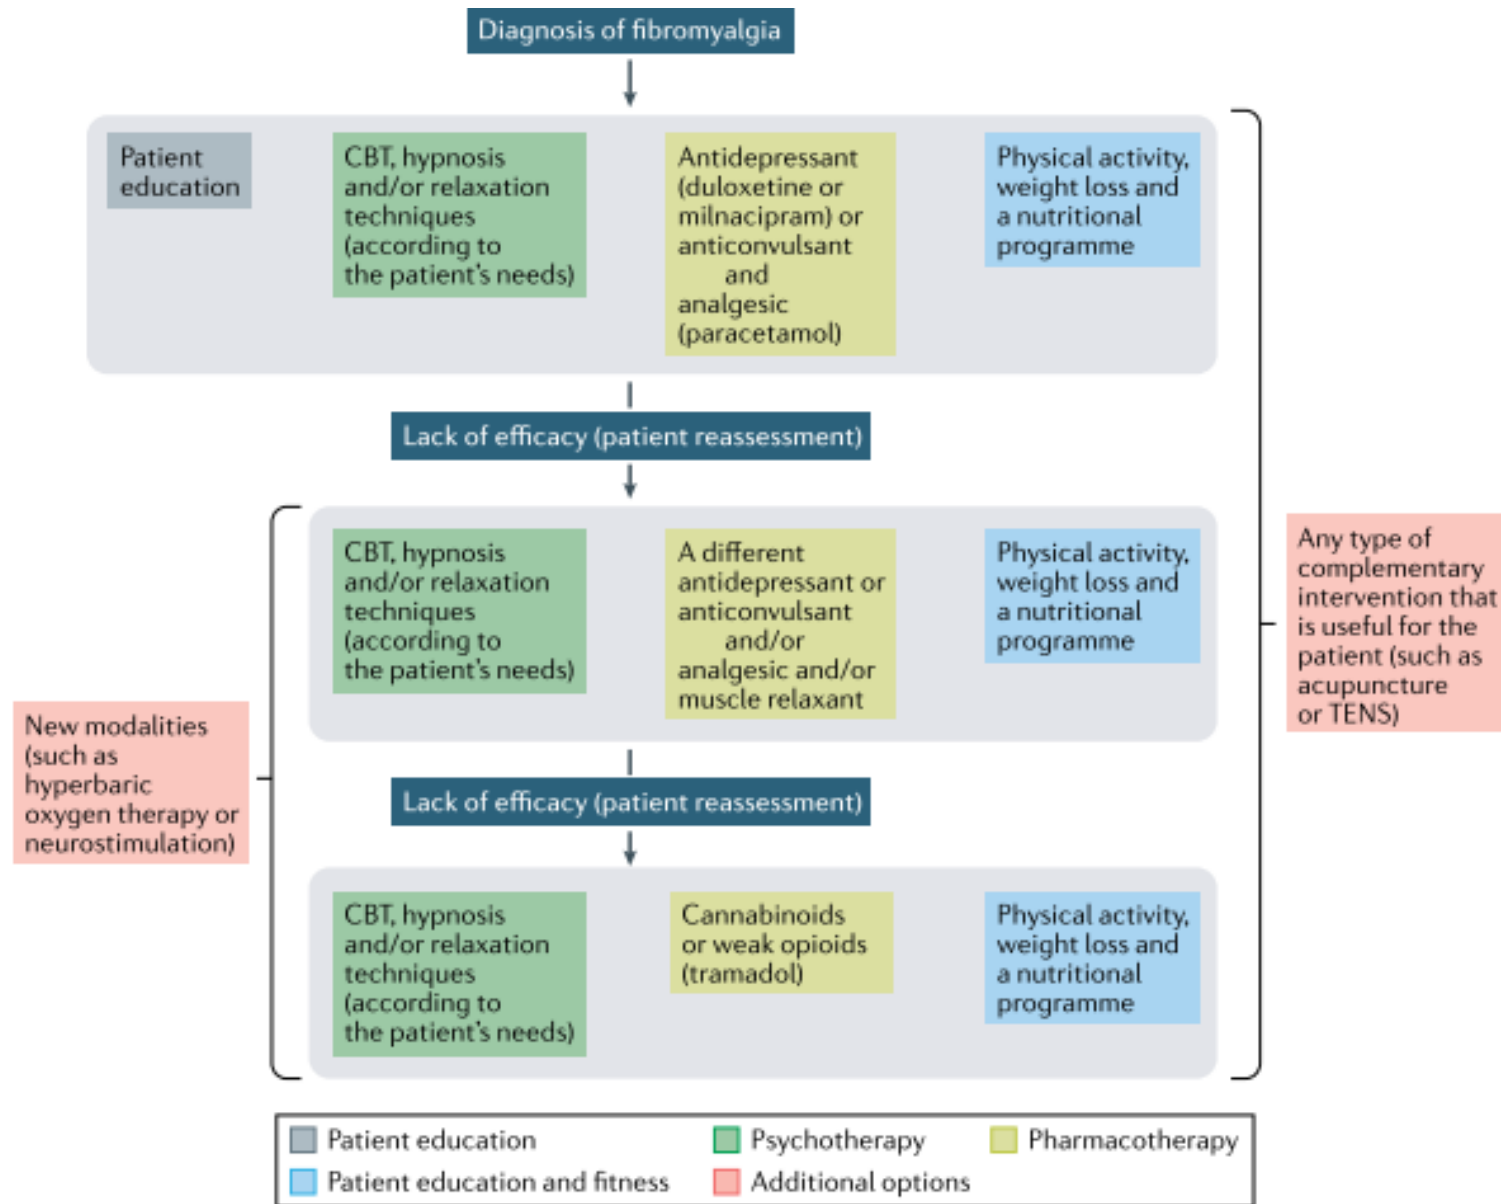 Diagnosis of fibromyalgia
Patient
education
CBT, hypnosis
and/or relaxation
techniques
(according to
the patient's needs)
Antidepressant
(duloxetine or
milnacipram) or
anticonvulsant
and
analgesic
(paracetamol)
Physical activity,
weight loss and
a nutritional
programme
Lack of efficacy (patient reassessment)
CBT, hypnosis
and/or relaxation
techniques
(according to
the patient's needs)
A different
antidepressant or
anticonvulsant
and/or
analgesic and/or
muscle relaxant
Physical activity,
weight loss and
a nutritional
programme
Any type of
complementary
intervention that
is useful for the
patient (such as
acupuncture
or TENS)
New modalities
(such as
hyperbaric
oxygen therapy or
neurostimulation)
Lack of efficacy (patient reassessment)
CBT, hypnosis
and/or relaxation
techniques
(according to
the patient's needs)
Cannabinoids
or weak opioids
(tramadol)
Physical activity,
weight loss and
a nutritional
programme
Patient education
Psychotherapy
Pharmacotherapy
Patient education and fitness
Additional options